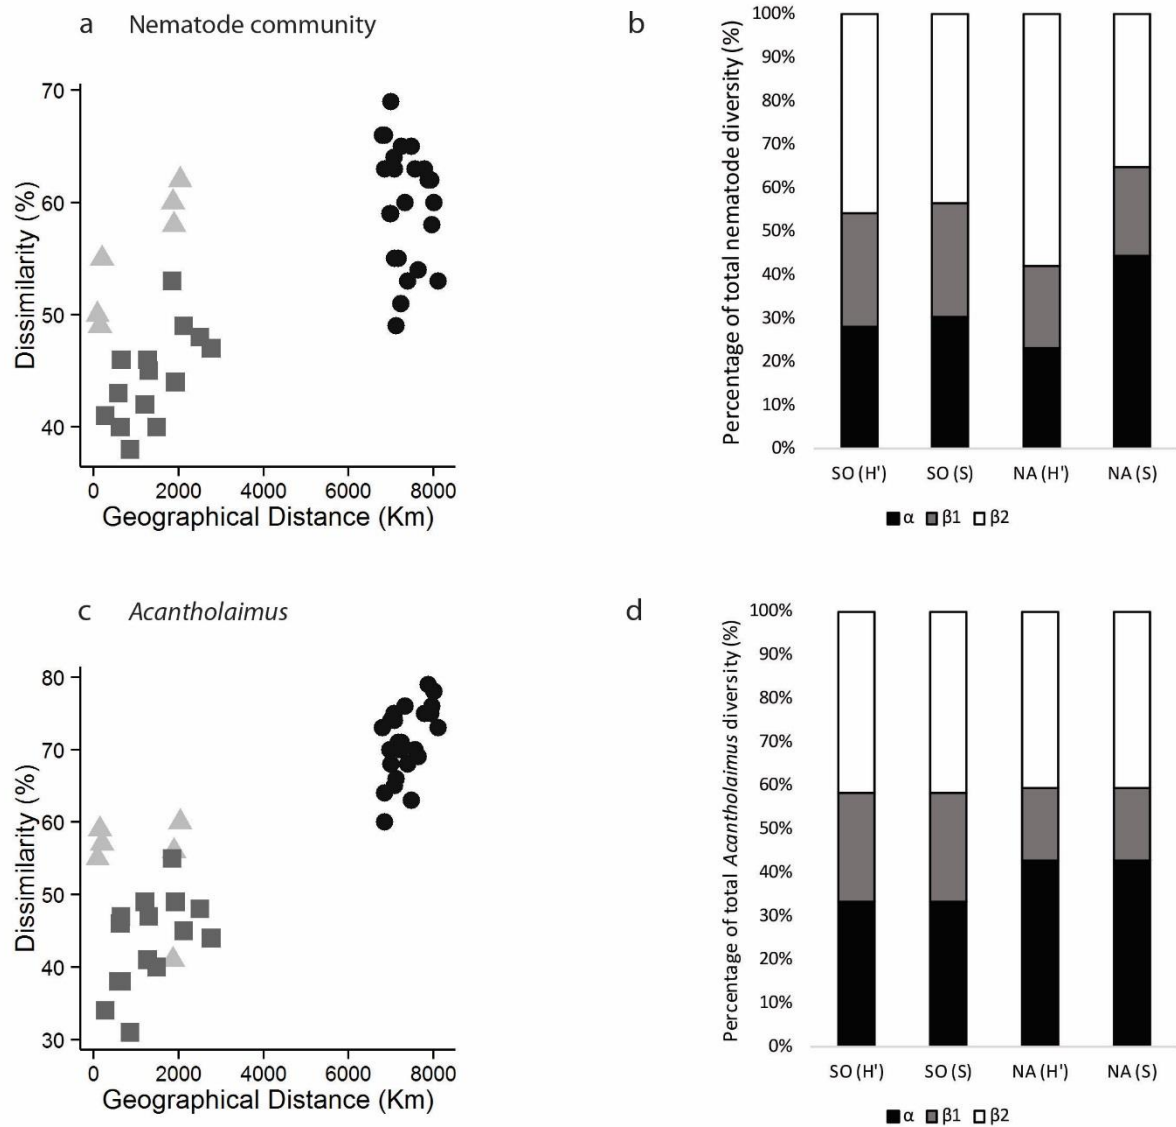 a Nematode community
Dissimilarity (%)
70
60
50
40
0 2000 4000 6000 8000
Geographical Distance (Km)
b
Percentage of total nematode diversity (%)
100%
90%
80%
70%
60%
50%
40%
30%
20%
10%
0%
SO (H') SO (S) NA (H') NA (S)
α β1 β2
c Acantholaimus
Dissimilarity (%)
80
70
60
50
40
30
0 2000 4000 6000 8000
Geographical Distance (Km)
d
Percentage of total Acantholaimus diversity (%)
100%
90%
80%
70%
60%
50%
40%
30%
20%
10%
0%
SO (H') SO (S) NA (H') NA (S)
α β1 β2